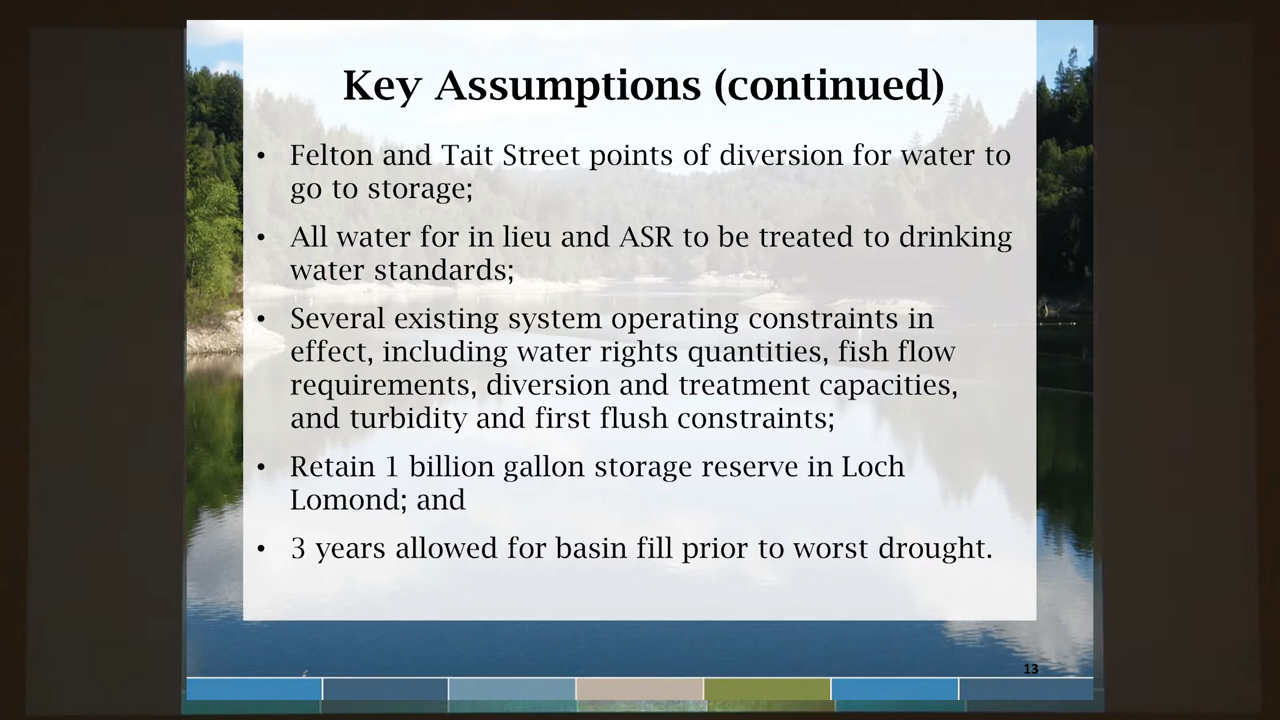 Key Assumptions (continued)
• Felton and Tait Street points of diversion for water to
go to storage;
• All water for in lieu and ASR to be treated to drinking
water standards;
• Several existing system operating constraints in
effect, including water rights quantities, fish flow
requirements, diversion and treatment capacities,
and turbidity and first flush constraints;
• Retain 1 billion gallon storage reserve in Loch
Lomond; and
• 3 years allowed for basin fill prior to worst drought.
13